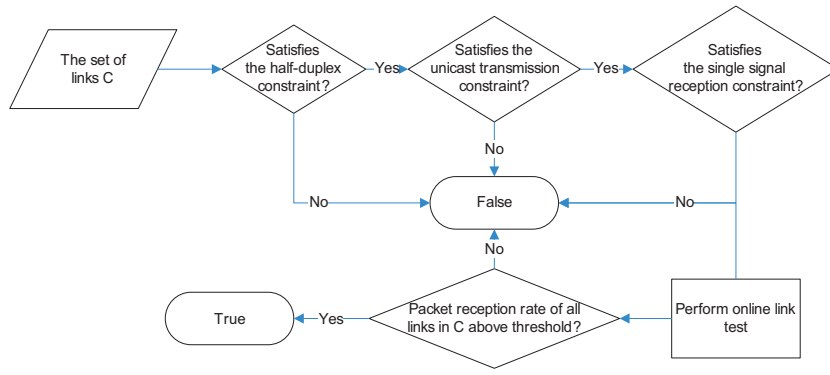 The set of
links C
Satisfies
the half-duplex
constraint?
Yes
Satisfies the
unicast transmission
constraint?
Yes
Satisfies
the single signal
reception constraint?
No
No
False
No
No
True
Yes
Packet reception rate of all
links in C above threshold?
Perform online link
test